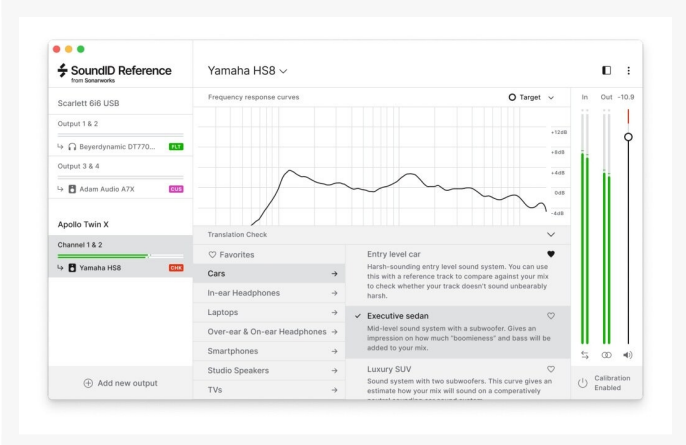 SoundID Reference
from Sonarworks
Yamaha HS8
Scarlett 6i6 USB
Output 1 & 2
Beyerdynamic DT770...
FLT
Output 3 & 4
Adam Audio A7X
CUS
Apollo Twin X
Channel 1 & 2
Yamaha HS8
CHK
Add new output
Frequency response curves
Target
+12dB
+8dB
+4dB
0dB
-4dB
Translation Check
Favorites
Cars
In-ear Headphones
Laptops
Over-ear & On-ear Headphones
Smartphones
Studio Speakers
TVs
Entry level car
Harsh-sounding entry level sound system. You can use
this with a reference track to compare against your mix
to check whether your track doesn't sound unbearably
harsh.
Executive sedan
Mid-level sound system with a subwoofer. Gives an
impression on how much "boomieness" and bass will be
added to your mix.
Luxury SUV
Sound system with two subwoofers. This curve gives an
estimate how your mix will sound on a comperatively
neutral sounding car sound system.
In
Out
-10.9
Calibration
Enabled